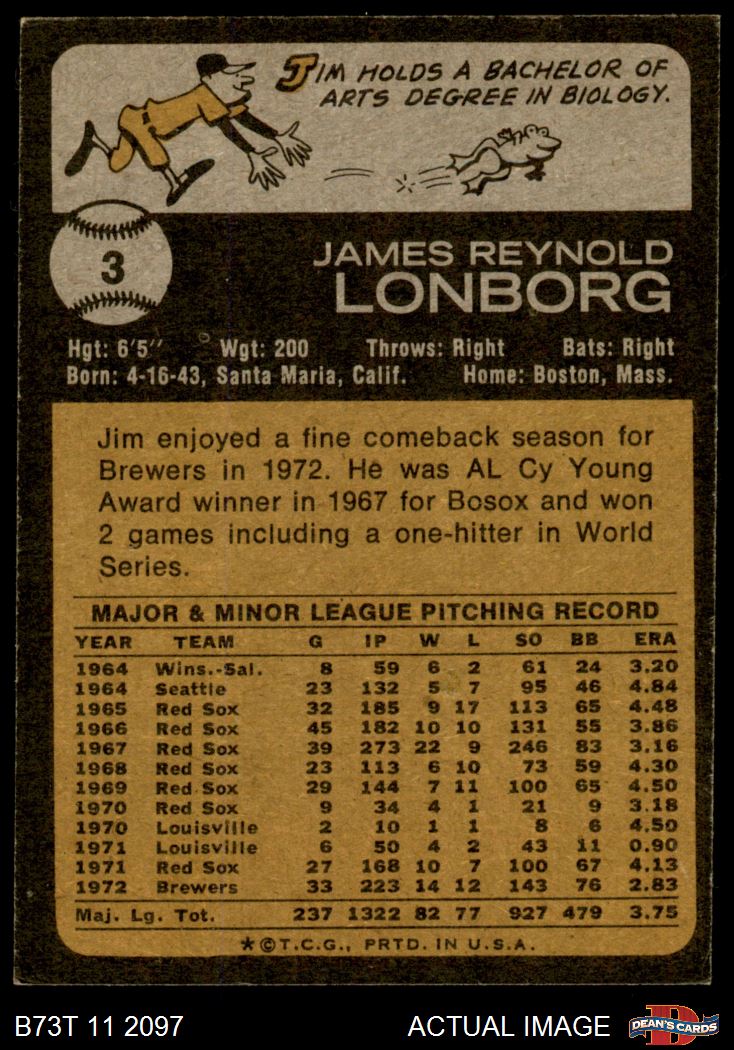 JIM HOLDS A BACHELOR OF
ARTS DEGREE IN BIOLOGY.
3
JAMES REYNOLD
LONBORG
Hgt: 6'5" Wgt: 200 Throws: Right Bats: Right
Born: 4-16-43, Santa Maria, Calif. Home: Boston, Mass.
Jim enjoyed a fine comeback season for
Brewers in 1972. He was AL Cy Young
Award winner in 1967 for Bosox and won
2 games including a one-hitter in World
Series.
MAJOR & MINOR LEAGUE PITCHING RECORD
YEAR TEAM G IP W L SO BB ERA
1964 Wins.-Sal. 8 59 6 2 61 24 3.20
1964 Seattle 23 132 5 7 95 46 4.84
1965 Red Sox 32 185 9 17 113 65 4.48
1966 Red Sox 45 182 10 10 131 55 3.86
1967 Red Sox 39 273 22 9 246 83 3.16
1968 Red Sox 23 113 6 10 73 59 4.30
1969 Red Sox 29 144 7 11 100 65 4.50
1970 Red Sox 9 34 4 1 21 9 3.18
1970 Louisville 2 10 1 1 8 6 4.50
1971 Louisville 6 50 4 2 43 11 0.90
1971 Red Sox 27 168 10 7 100 67 4.13
1972 Brewers 33 223 14 12 143 76 2.83
Maj. Lg. Tot. 237 1322 82 77 927 479 3.75
★©T.C.G., PRTD. IN U.S.A.
B73T 11 2097 ACTUAL IMAGE D DEAN'S CARDS